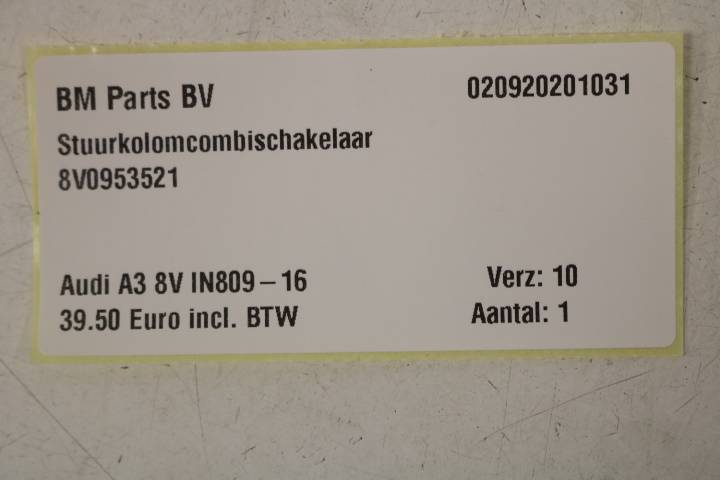 BM Parts BV 020920201031
Stuurkolomcombischakelaar
8V0953521
Audi A3 8V IN809 – 16 Verz: 10
39.50 Euro incl. BTW Aantal: 1